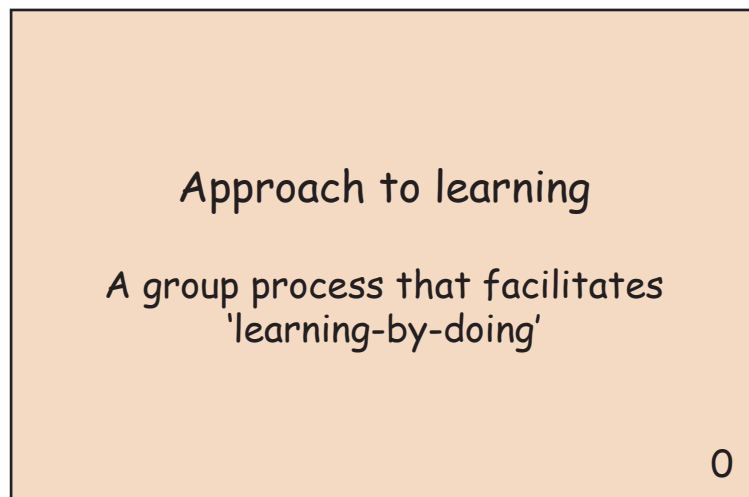 Approach to learning
A group process that facilitates
‘learning-by-doing’
0